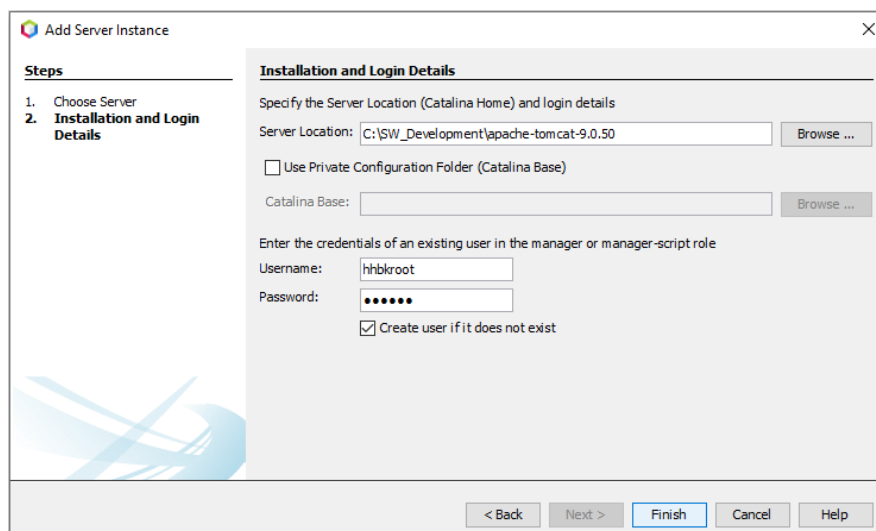 Add Server Instance
Steps
1. Choose Server
2. Installation and Login
Details
Installation and Login Details
Specify the Server Location (Catalina Home) and login details
Server Location: C:\SW_Development\apache-tomcat-9.0.50 Browse ...
Use Private Configuration Folder (Catalina Base)
Catalina Base: Browse ...
Enter the credentials of an existing user in the manager or manager-script role
Username: hhbkroot
Password: ●●●●●●
Create user if it does not exist
< Back Next > Finish Cancel Help